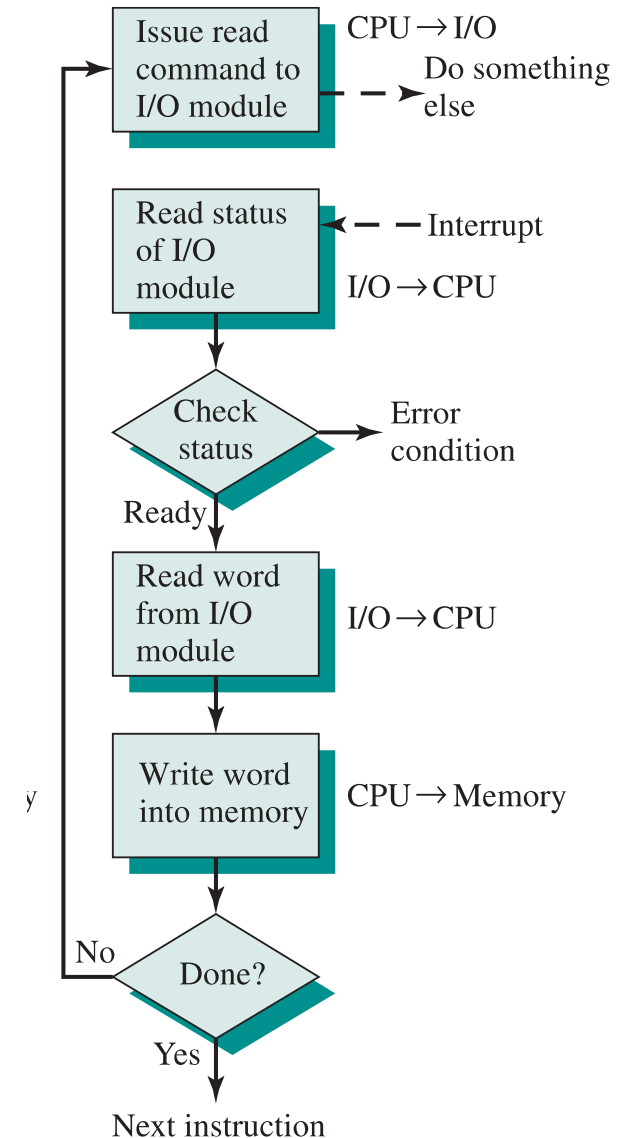 Issue read
command to
I/O module
CPU → I/O
Do something
else
Read status
of I/O
module
Interrupt
I/O → CPU
Check
status
Error
condition
Ready
Read word
from I/O
module
I/O → CPU
Write word
into memory
CPU → Memory
No
Done?
Yes
Next instruction